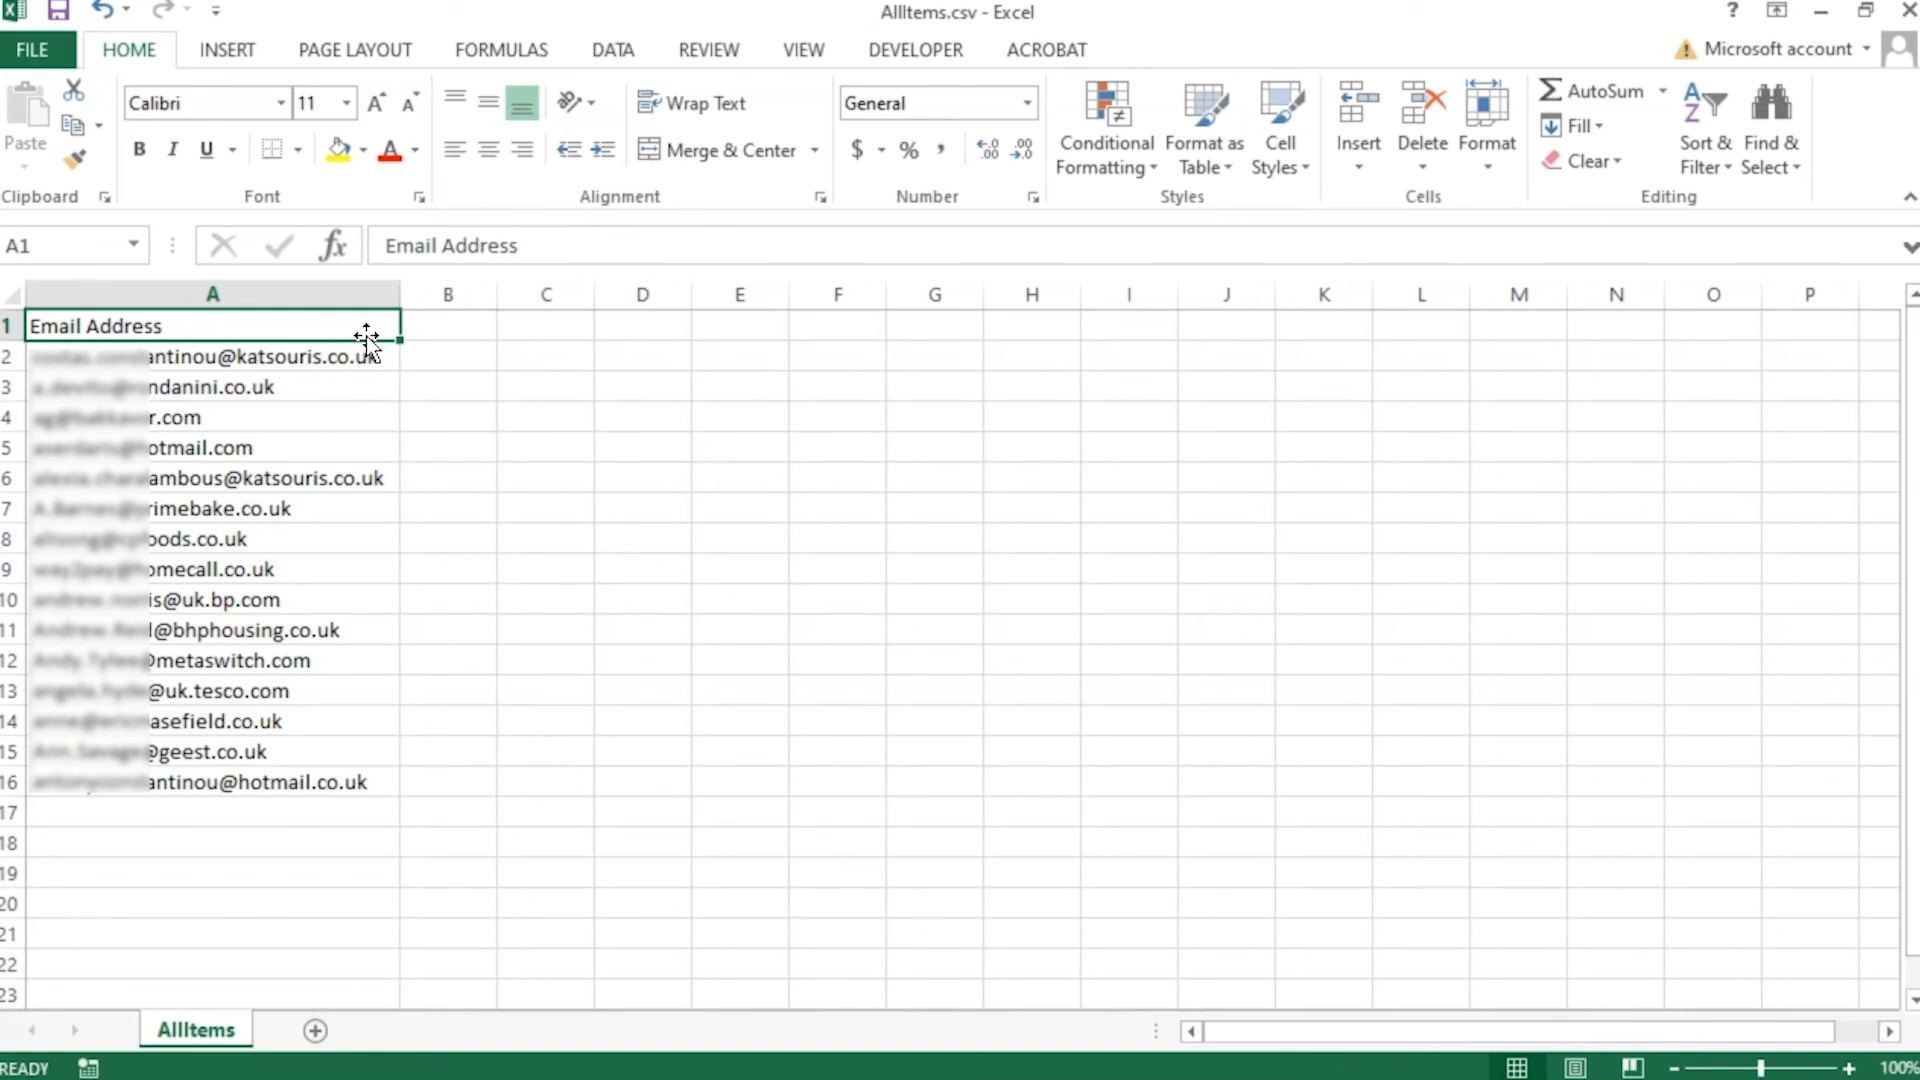 AllItems.csv - Excel
?
FILE HOME INSERT PAGE LAYOUT FORMULAS DATA REVIEW VIEW DEVELOPER ACROBAT Microsoft account
Paste Calibri 11 Wrap Text General Conditional Formatting Format as Table Cell Styles Insert Delete Format AutoSum Fill Clear Sort & Filter Find & Select
B I U Merge & Center $ % ,
Clipboard Font Alignment Number Styles Cells Editing
A1 fx Email Address
A B C D E F G H I J K L M N O P
1 Email Address
2 antinou@katsouris.co.uk
3 ndanini.co.uk
4 r.com
5 otmail.com
6 ambous@katsouris.co.uk
7 rimebake.co.uk
8 oods.co.uk
9 omecall.co.uk
10 is@uk.bp.com
11 @bhphousing.co.uk
12 @metaswitch.com
13 @uk.tesco.com
14 asefield.co.uk
15 @geest.co.uk
16 antinou@hotmail.co.uk
17
18
19
20
21
22
23
AllItems
READY 100%